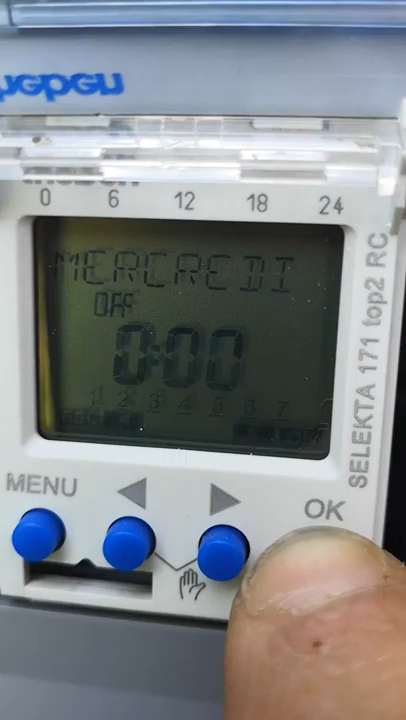 heben
0 6 12 18 24
MERCREDI
OFF
0:00
1 2 3 4 5 6 7
SELEKTA 171 top2 RC
MENU
OK